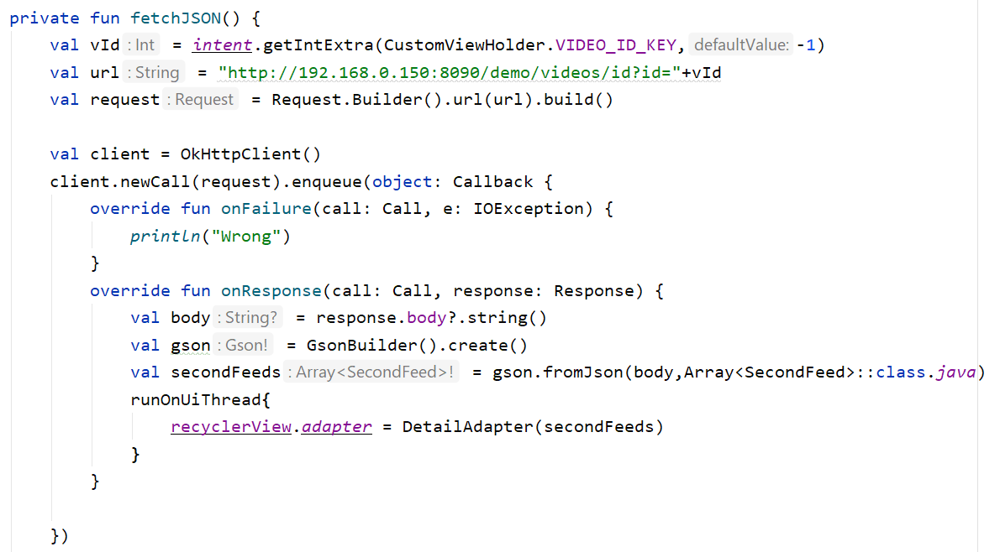 private fun fetchJSON() {
    val vId : Int = intent.getIntExtra(CustomViewHolder.VIDEO_ID_KEY, defaultValue: -1)
    val url : String = "http://192.168.0.150:8090/demo/videos/id?id="+vId
    val request : Request = Request.Builder().url(url).build()

    val client = OkHttpClient()
    client.newCall(request).enqueue(object: Callback {
        override fun onFailure(call: Call, e: IOException) {
            println("Wrong")
        }
        override fun onResponse(call: Call, response: Response) {
            val body : String? = response.body?.string()
            val gson : Gson! = GsonBuilder().create()
            val secondFeeds : Array<SecondFeed>! = gson.fromJson(body,Array<SecondFeed>::class.java)
            runOnUiThread{
                recyclerView.adapter = DetailAdapter(secondFeeds)
            }
        }

    })